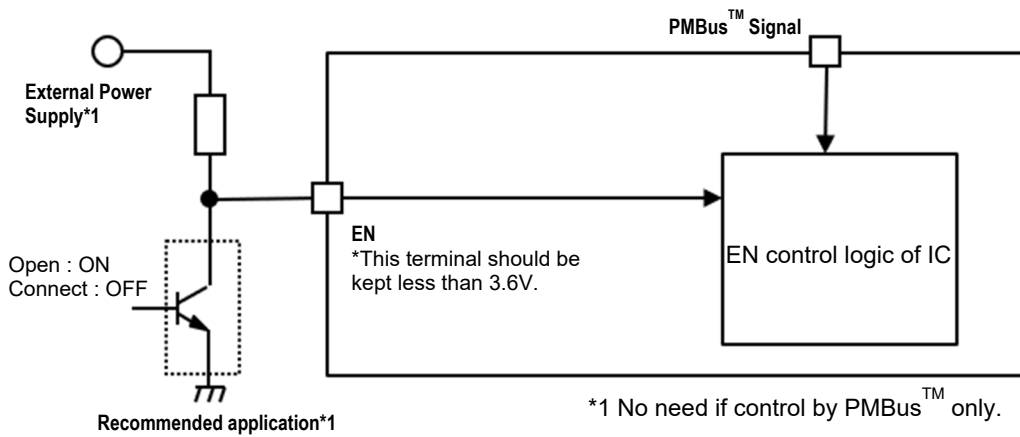 PMBus™ Signal
External Power
Supply*1
EN
*This terminal should be
kept less than 3.6V.
EN control logic of IC
Open : ON
Connect : OFF
*1 No need if control by PMBus™ only.
Recommended application*1